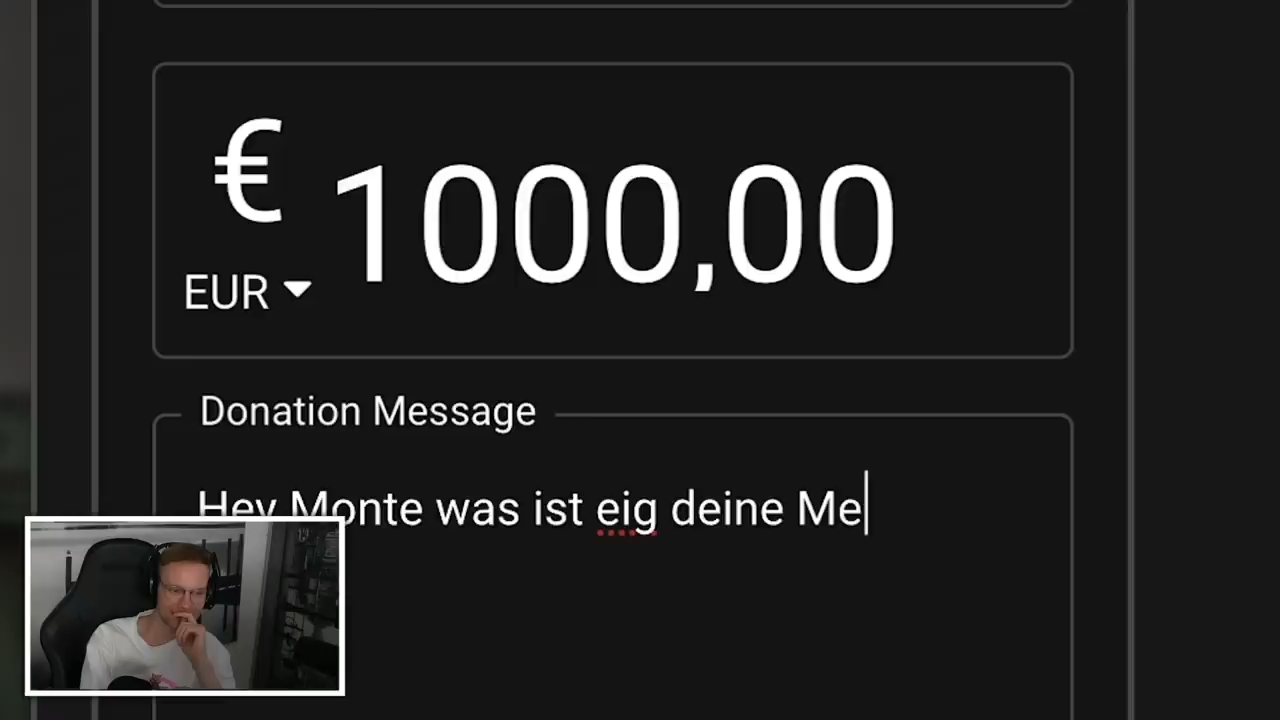 €
EUR
1000,00
Donation Message
Hey Monte was ist eig deine Me